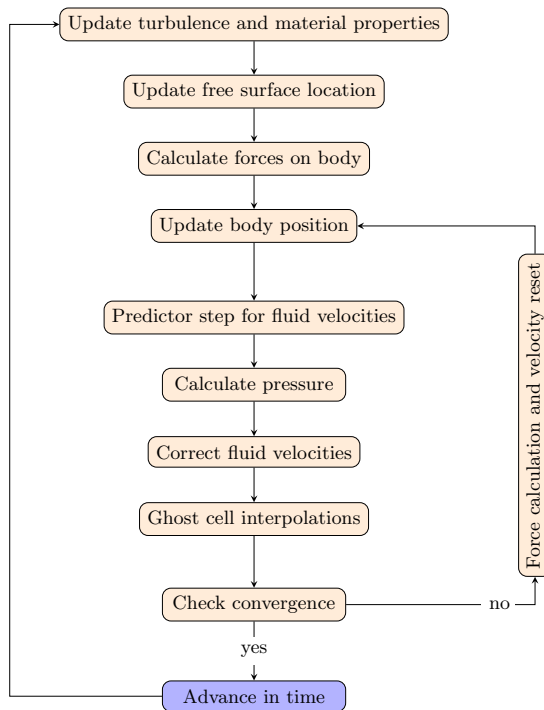 Update turbulence and material properties
Update free surface location
Calculate forces on body
Update body position
Force calculation and velocity reset
Predictor step for fluid velocities
Calculate pressure
Correct fluid velocities
Ghost cell interpolations
Check convergence
no
yes
Advance in time